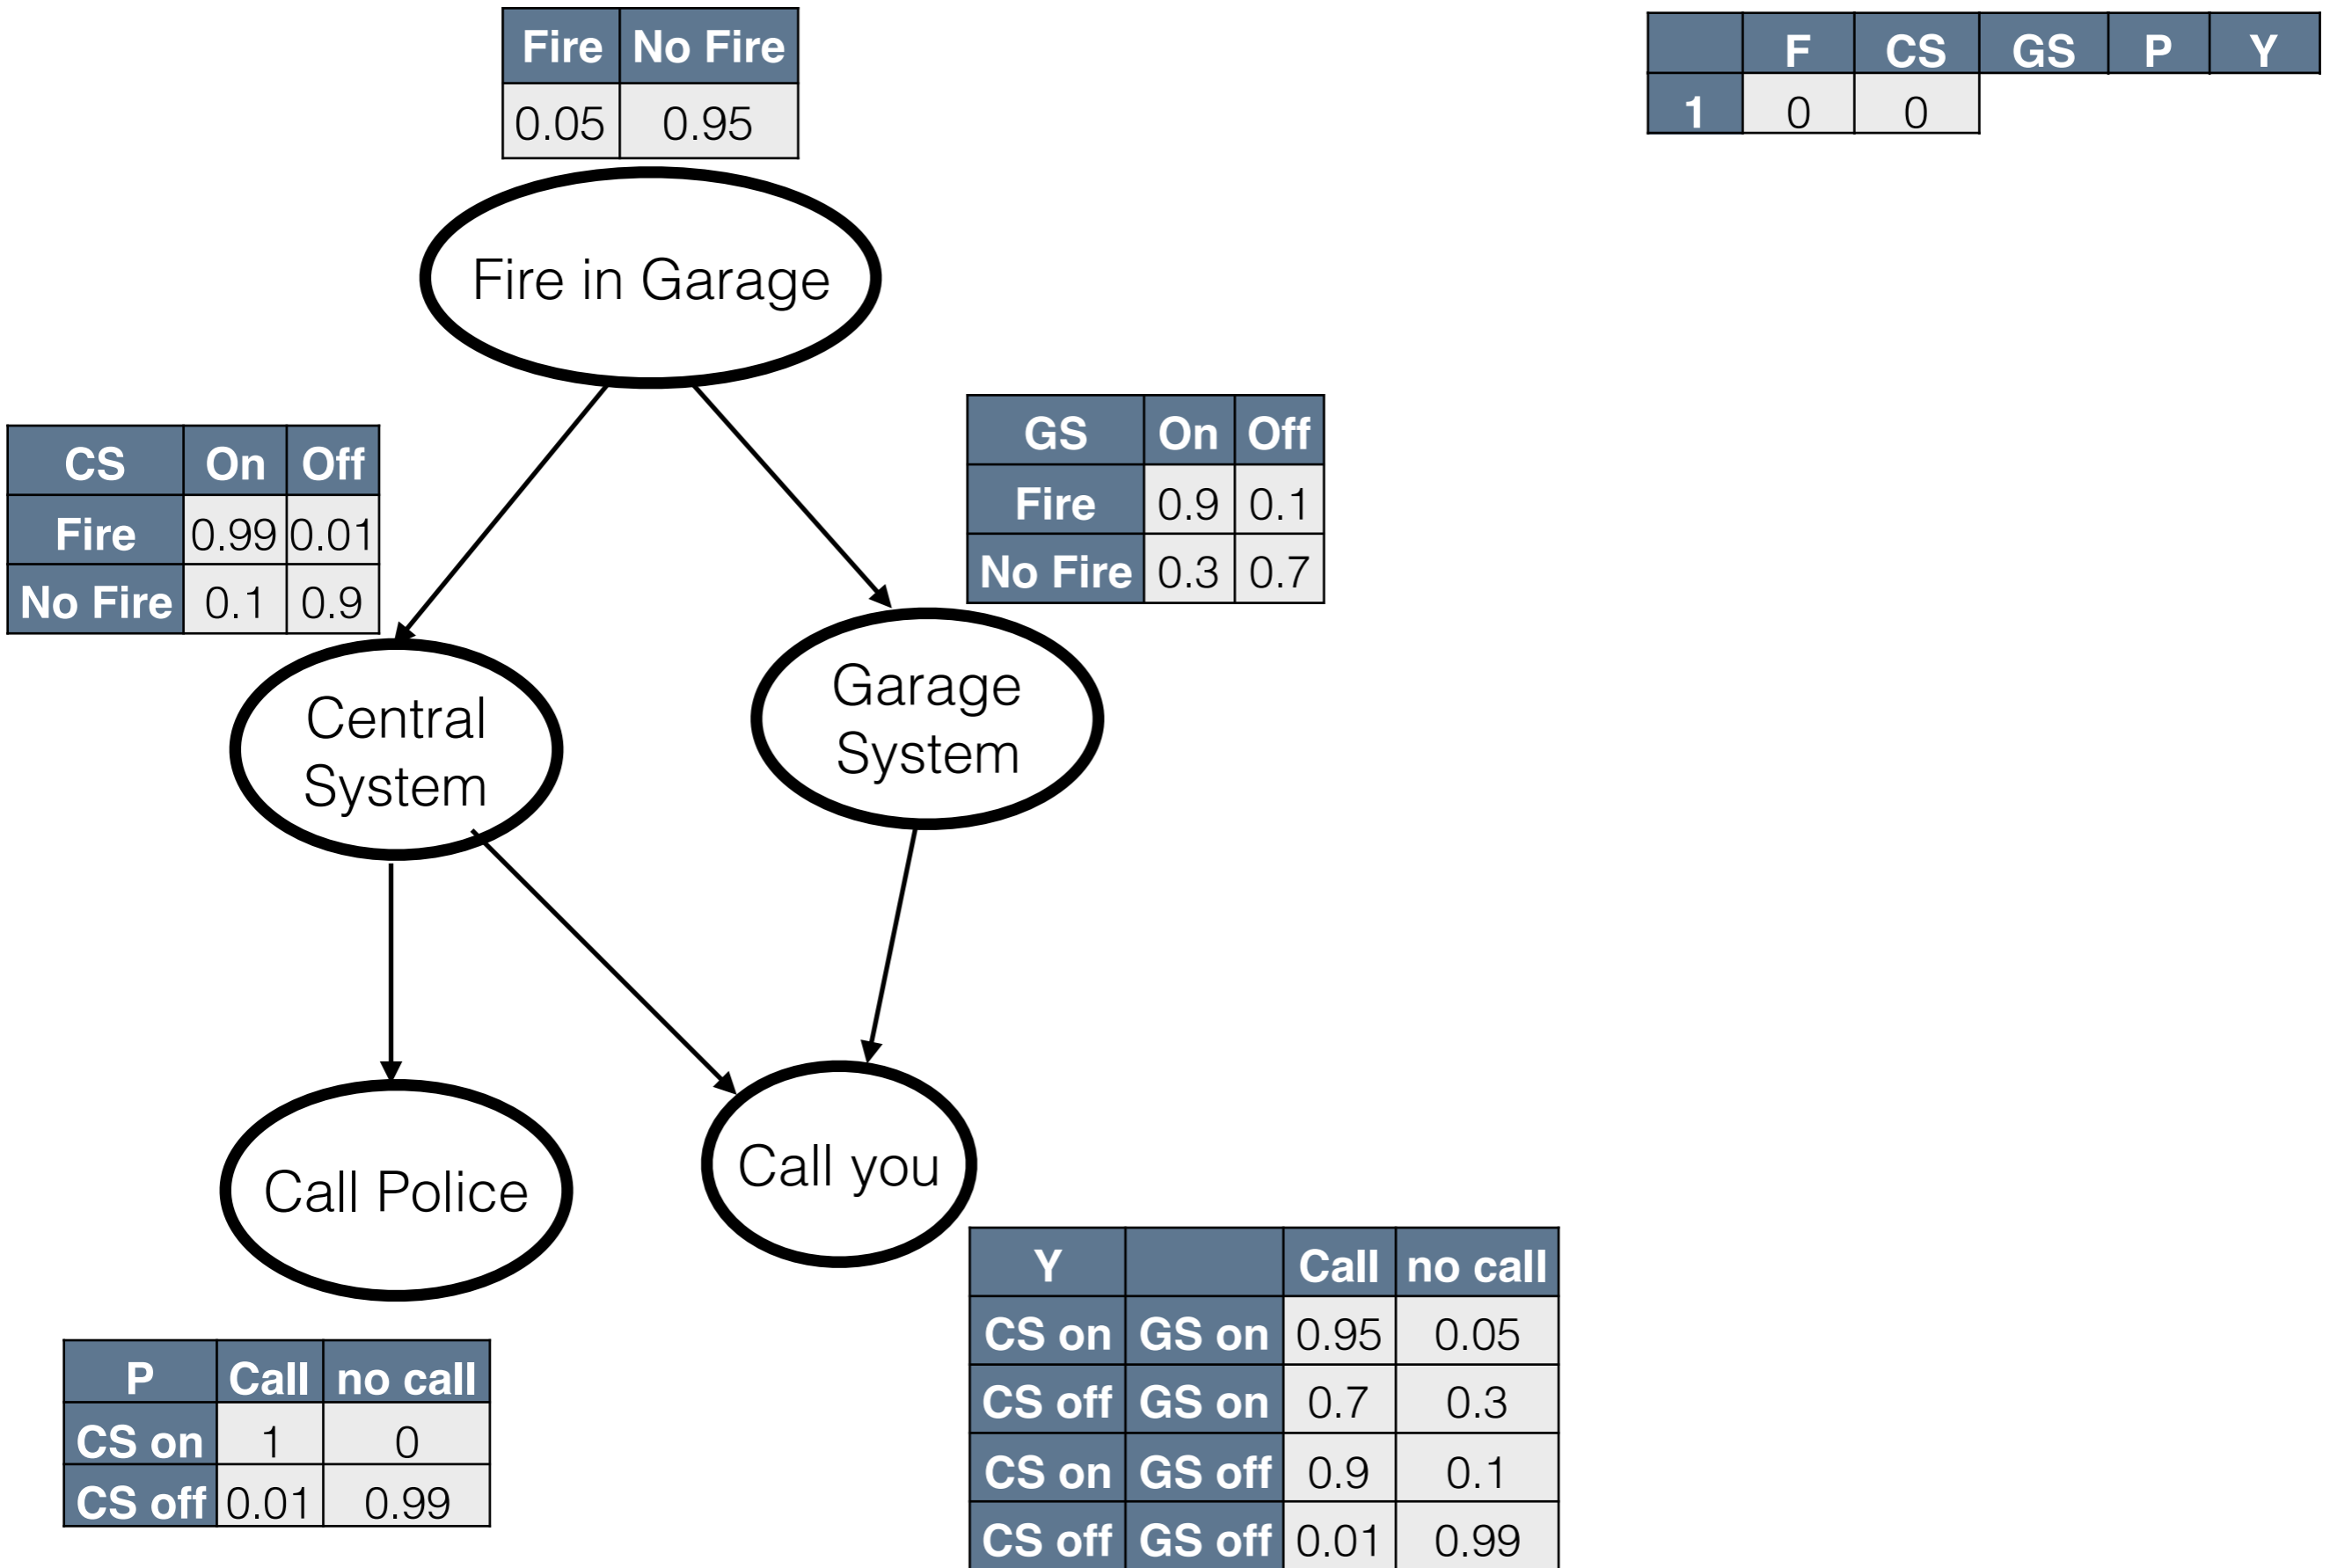 Fire No Fire
0.05 0.95
F CS GS P Y
1 0 0
Fire in Garage
CS On Off
Fire 0.99 0.01
No Fire 0.1 0.9
GS On Off
Fire 0.9 0.1
No Fire 0.3 0.7
Central
System
Garage
System
Call Police
Call you
P Call no call
CS on 1 0
CS off 0.01 0.99
Y Call no call
CS on GS on 0.95 0.05
CS off GS on 0.7 0.3
CS on GS off 0.9 0.1
CS off GS off 0.01 0.99